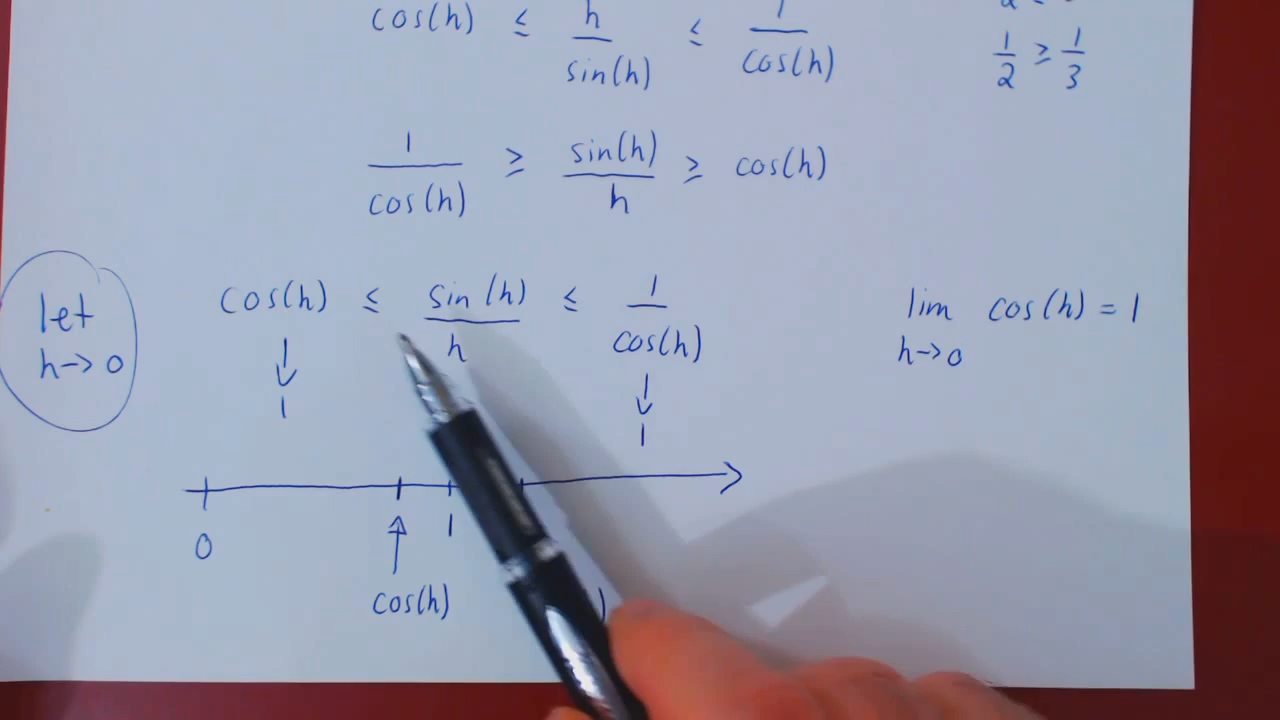 cos(h) ≤ h/sin(h) ≤ 1/cos(h)
1/2 ≥ 1/3
1/cos(h) ≥ sin(h)/h ≥ cos(h)
let h→0
cos(h) ≤ sin(h)/h ≤ 1/cos(h)
↓ 1
↓ 1
lim h→0 cos(h) = 1
0
1
↑
cos(h)
)